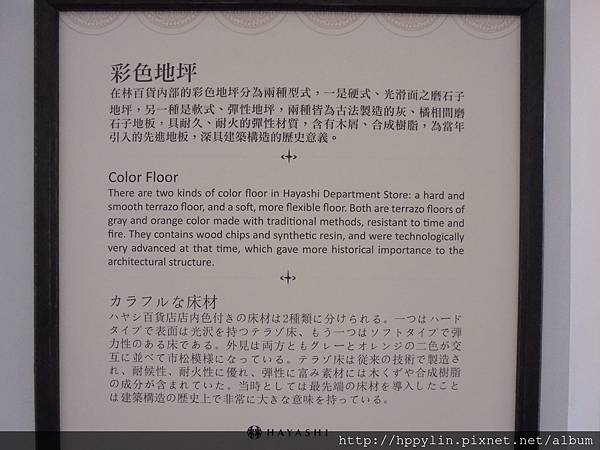 彩色地坪
在林百貨內部的彩色地坪分為兩種型式，一是硬式、光滑面之磨石子
地坪，另一種是軟式、彈性地坪，兩種皆為古法製造的灰、橘相間磨
石子地板，具耐久、耐火的彈性材質，含有木屑、合成樹脂，為當年
引入的先進地板，深具建築構造的歷史意義。
Color Floor
There are two kinds of color floor in Hayashi Department Store: a hard and
smooth terrazo floor, and a soft, more flexible floor. Both are terrazo floors of
gray and orange color made with traditional methods, resistant to time and
fire. They contains wood chips and synthetic resin, and were technologically
very advanced at that time, which gave more historical importance to the
architectural structure.
カラフルな床材
ハヤシ百貨店店内色付きの床材は2種類に分けられる。一つはハード
タイプで表面は光沢を持つテラゾ床、もう一つはソフトタイプで弾
力性のある床である。外見は両方ともグレーとオレンジの二色が交
互に並べて市松模様になっている。テラゾ床は従来の技術で製造さ
れ、耐候性、耐火性に優れ、弾性に富み素材には木くずや合成樹脂
の成分が含まれていた。当時としては最先端の床材を導入したこと
は建築構造の歴史上で非常に大きな意味を持っている。
林 HAYASHI
http://hppylin.pixnet.net/album